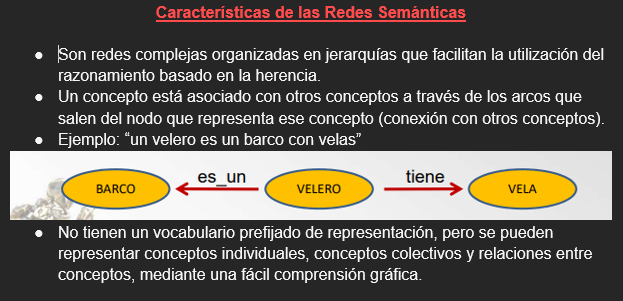 Características de las Redes Semánticas
● Son redes complejas organizadas en jerarquías que facilitan la utilización del
razonamiento basado en la herencia.
● Un concepto está asociado con otros conceptos a través de los arcos que
salen del nodo que representa ese concepto (conexión con otros conceptos).
● Ejemplo: “un velero es un barco con velas”
BARCO es_un VELERO tiene VELA
● No tienen un vocabulario prefijado de representación, pero se pueden
representar conceptos individuales, conceptos colectivos y relaciones entre
conceptos, mediante una fácil comprensión gráfica.